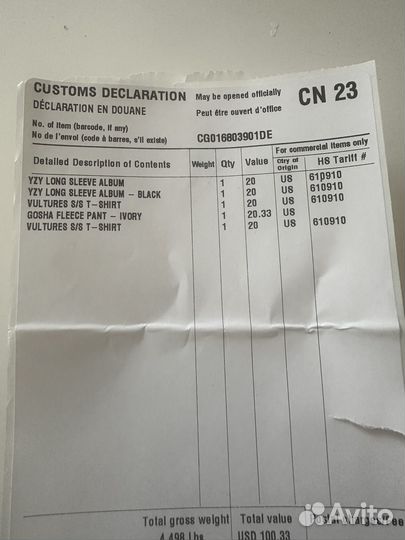 CUSTOMS DECLARATION May be opened officially CN 23
DÉCLARATION EN DOUANE Peut être ouvert d'office
No. of Item (barcode, if any)
No de l'envoi (code à barres, s'il existe) CG016803901DE
For commercial items only
Detailed Description of Contents Weight Qty Value Ctry of Origin HS Tariff #
YZY LONG SLEEVE ALBUM 1 20 US 610910
YZY LONG SLEEVE ALBUM - BLACK 1 20 US 610910
VULTURES S/S T-SHIRT 1 20 US 610910
GOSHA FLEECE PANT - IVORY 1 20.33 US
VULTURES S/S T-SHIRT 1 20 US 610910
Total gross weight Total value
4.498 lbs USD 100.33
Avito